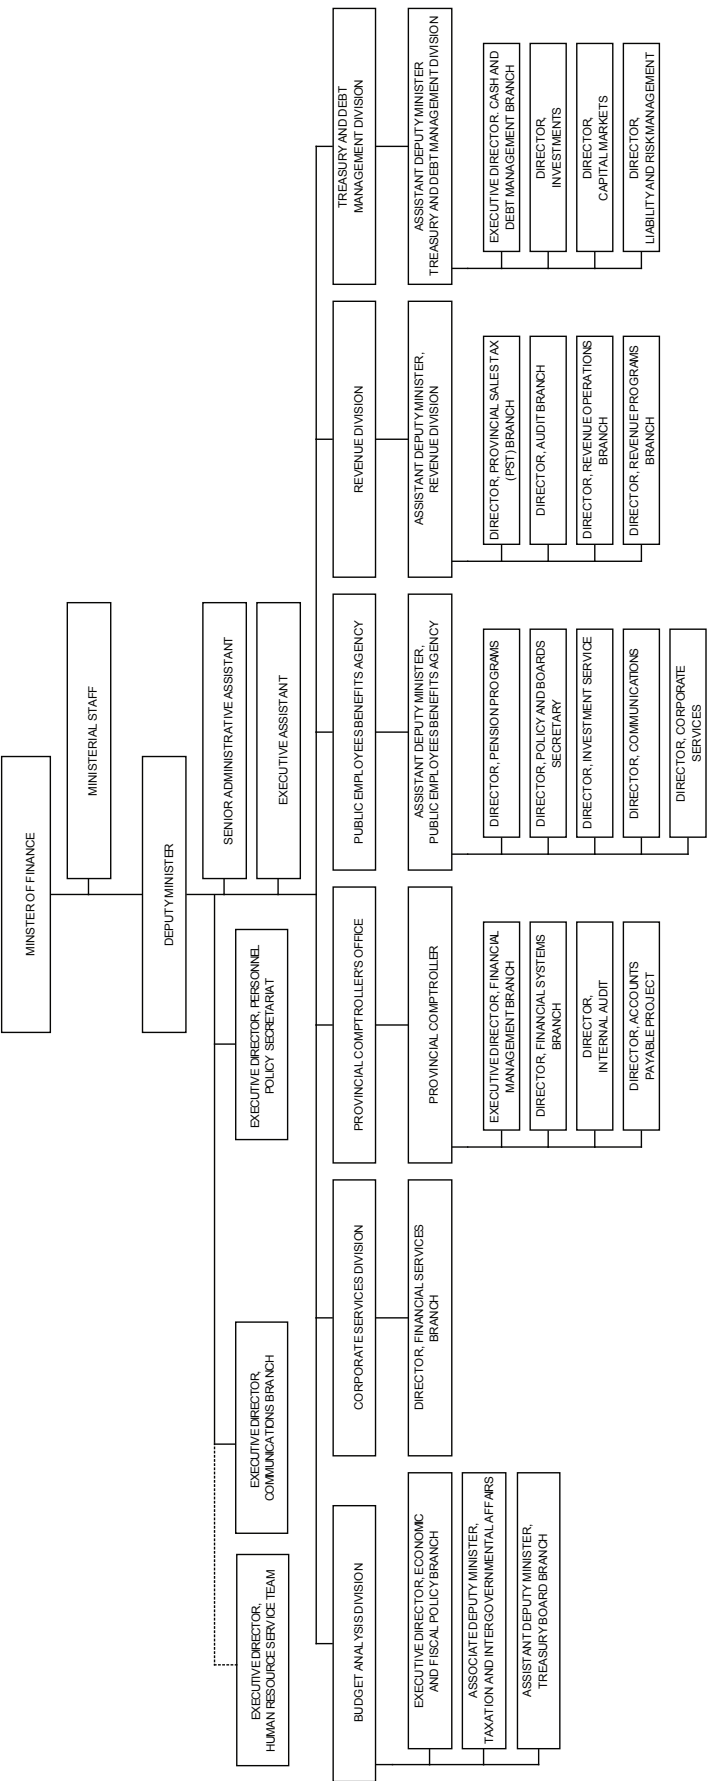 MINSTER OF FINANCE
MINISTERIAL STAFF
DEPUTY MINISTER
SENIOR ADMINISTRATIVE ASSISTANT
EXECUTIVE ASSISTANT
EXECUTIVE DIRECTOR,
HUMAN RESOURCE SERVICE TEAM
EXECUTIVE DIRECTOR,
COMMUNICATIONS BRANCH
EXECUTIVE DIRECTOR, PERSONNEL
POLICY SECRETARIAT
BUDGET ANALYSIS DIVISION
EXECUTIVE DIRECTOR, ECONOMIC
AND FISCAL POLICY BRANCH
ASSOCIATE DEPUTY MINISTER,
TAXATION AND INTERGOVERNMENTAL AFFAIRS
ASSISTANT DEPUTY MINISTER,
TREASURY BOARD BRANCH
CORPORATE SERVICES DIVISION
DIRECTOR, FINANCIAL SERVICES
BRANCH
PROVINCIAL COMPTROLLER'S OFFICE
PROVINCIAL COMPTROLLER
EXECUTIVE DIRECTOR, FINANCIAL
MANAGEMENT BRANCH
DIRECTOR, FINANCIAL SYSTEMS
BRANCH
DIRECTOR,
INTERNAL AUDIT
DIRECTOR, ACCOUNTS
PAYABLE PROJECT
PUBLIC EMPLOYEES BENEFITS AGENCY
ASSISTANT DEPUTY MINISTER,
PUBLIC EMPLOYEES BENEFITS AGENCY
DIRECTOR, PENSION PROGRAMS
DIRECTOR, POLICY AND BOARDS
SECRETARY
DIRECTOR, INVESTMENT SERVICE
DIRECTOR, COMMUNICATIONS
DIRECTOR, CORPORATE
SERVICES
REVENUE DIVISION
ASSISTANT DEPUTY MINISTER,
REVENUE DIVISION
DIRECTOR, PROVINCIAL SALES TAX
(PST) BRANCH
DIRECTOR, AUDIT BRANCH
DIRECTOR, REVENUE OPERATIONS
BRANCH
DIRECTOR, REVENUE PROGRAMS
BRANCH
TREASURY AND DEBT
MANAGEMENT DIVISION
ASSISTANT DEPUTY MINISTER
TREASURY AND DEBT MANAGEMENT DIVISION
EXECUTIVE DIRECTOR. CASH AND
DEBT MANAGEMENT BRANCH
DIRECTOR,
INVESTMENTS
DIRECTOR,
CAPITAL MARKETS
DIRECTOR,
LIABILITY AND RISK MANAGEMENT